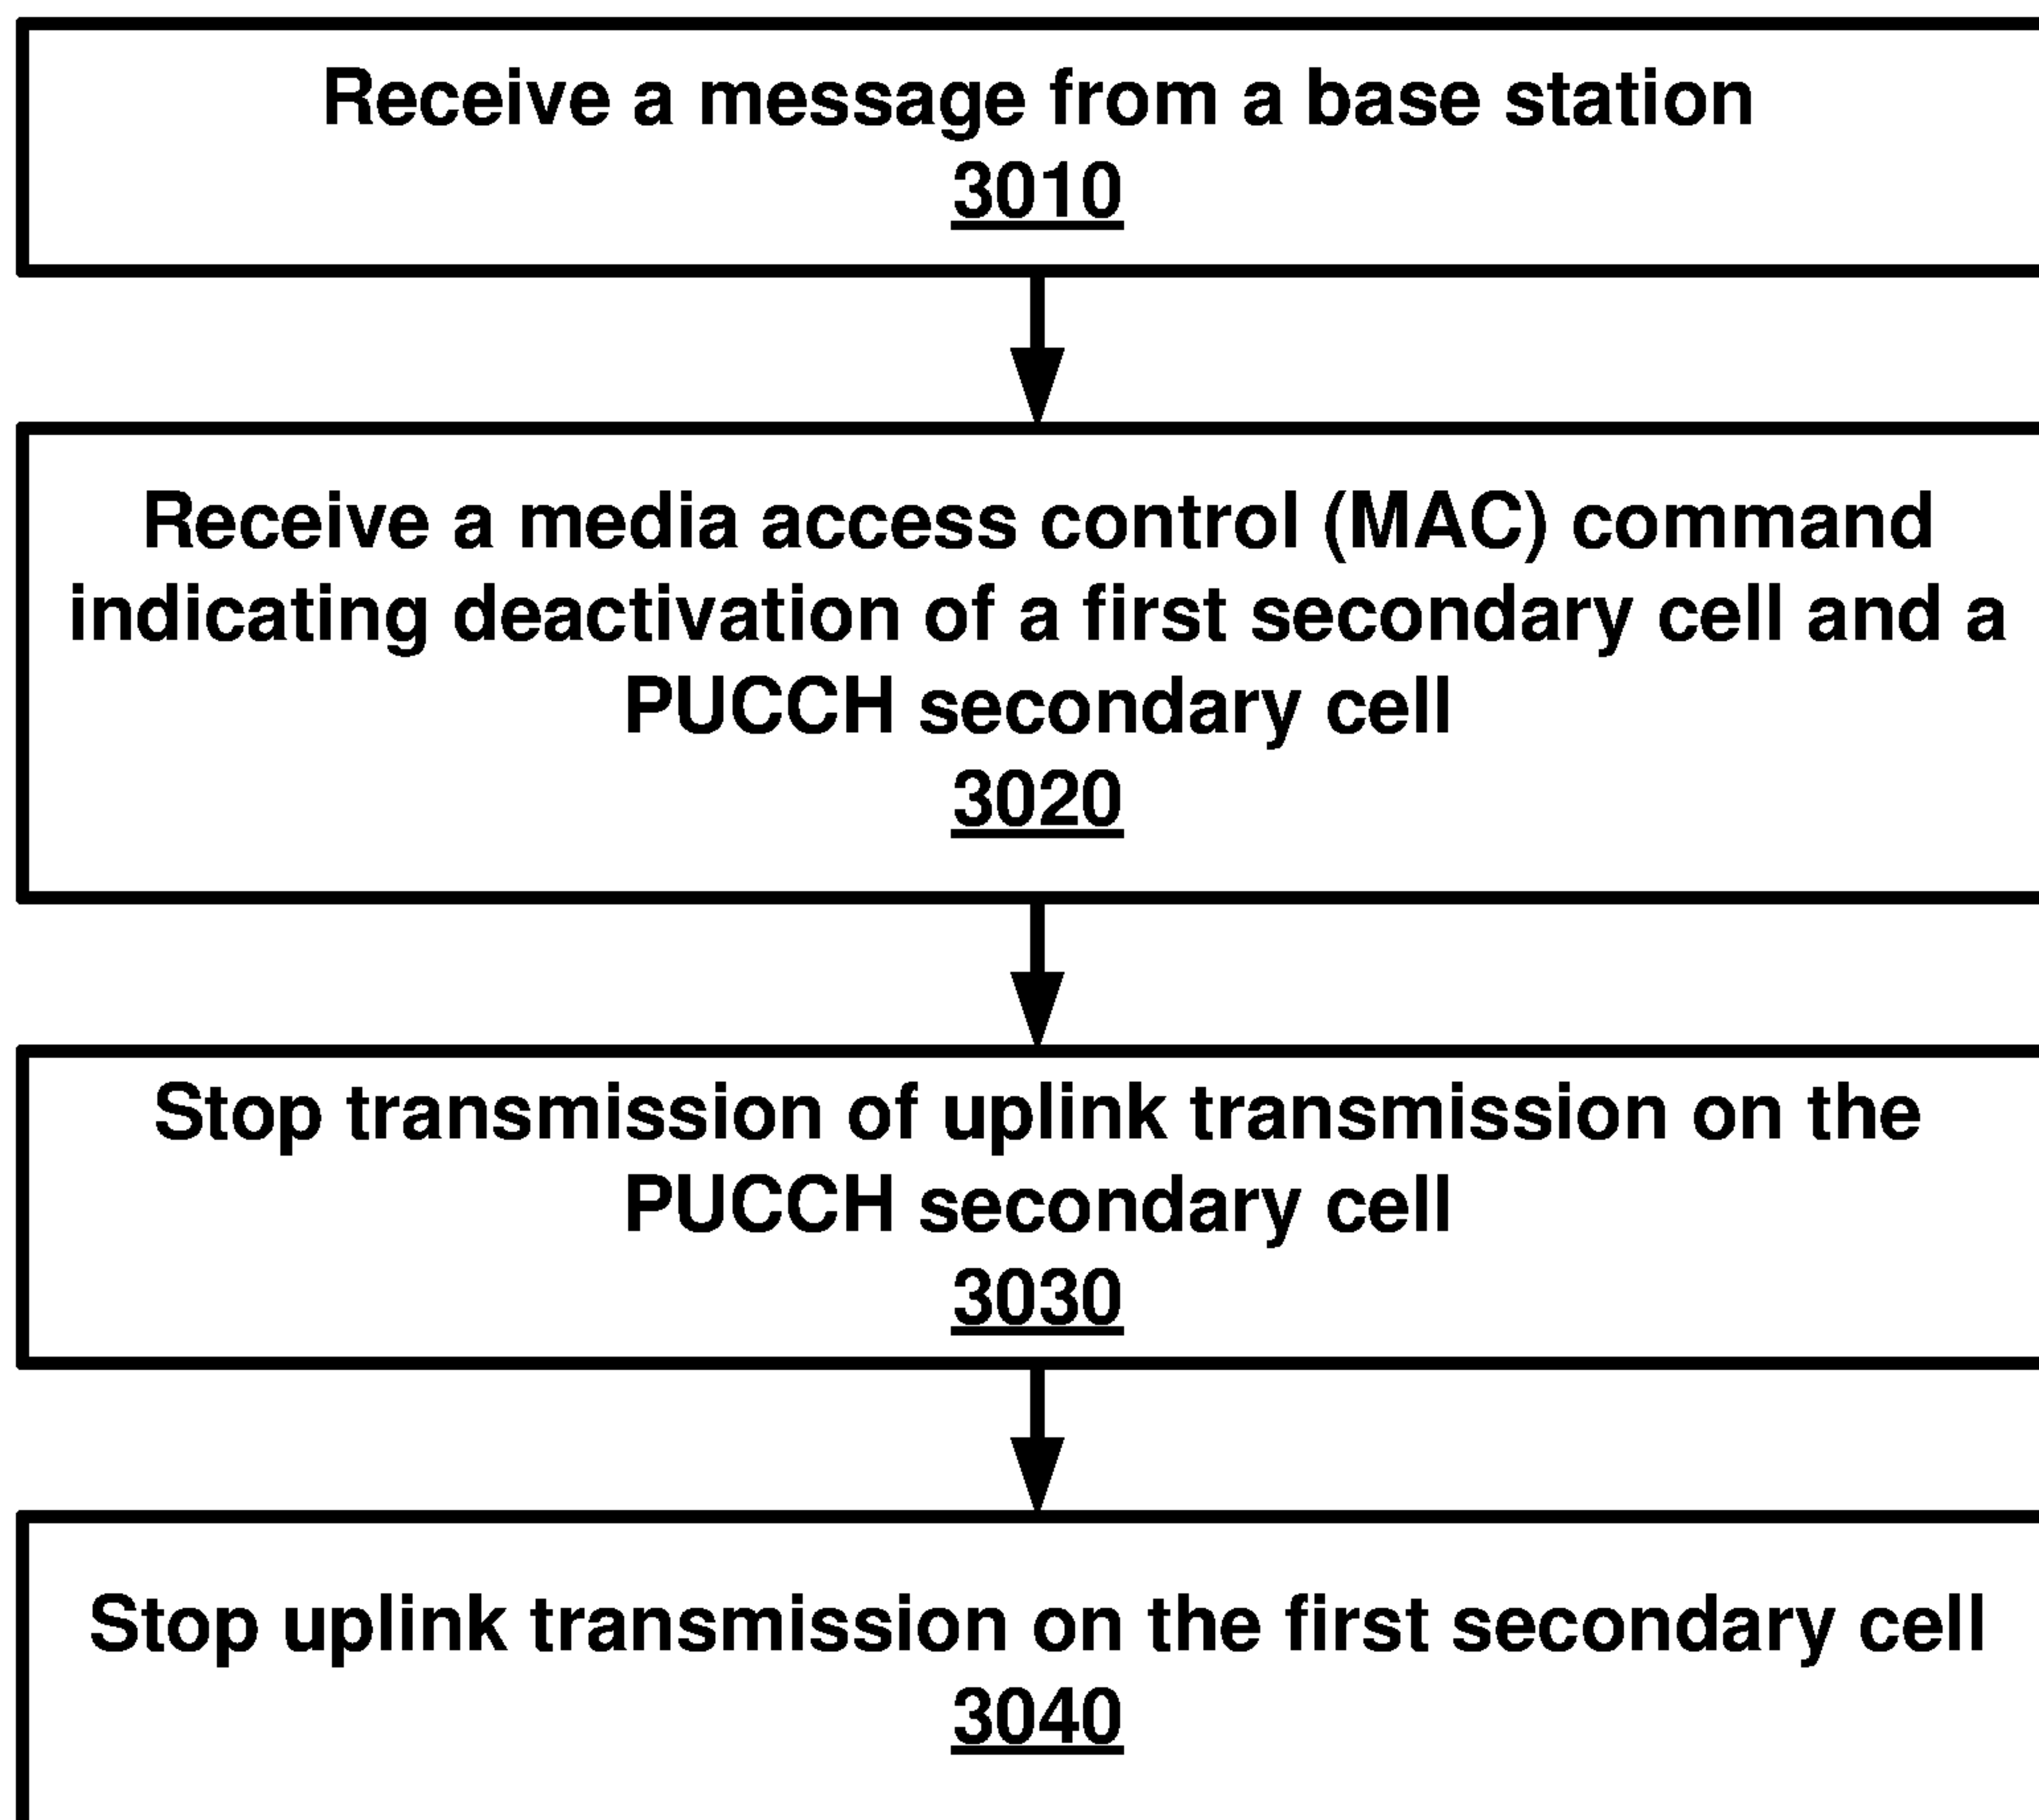 Receive a message from a base station
3010
Receive a media access control (MAC) command
indicating deactivation of a first secondary cell and a
PUCCH secondary cell
3020
Stop transmission of uplink transmission on the
PUCCH secondary cell
3030
Stop uplink transmission on the first secondary cell
3040